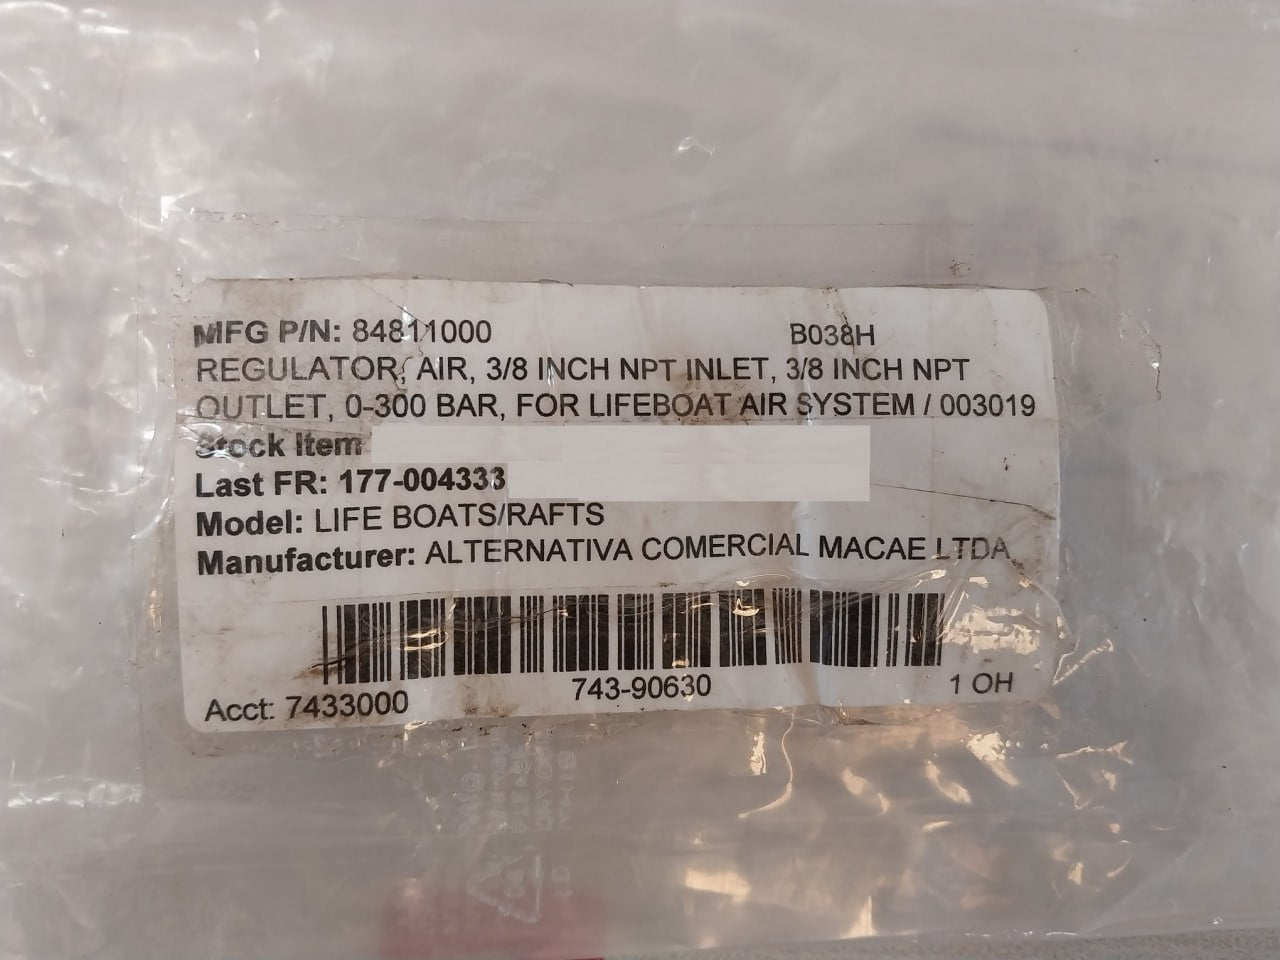 MFG P/N: 84811000 B038H
REGULATOR, AIR, 3/8 INCH NPT INLET, 3/8 INCH NPT
OUTLET, 0-300 BAR, FOR LIFEBOAT AIR SYSTEM / 003019
Stock Item
Last FR: 177-004333
Model: LIFE BOATS/RAFTS
Manufacturer: ALTERNATIVA COMERCIAL MACAE LTDA
743-90630
Acct: 7433000 1 OH